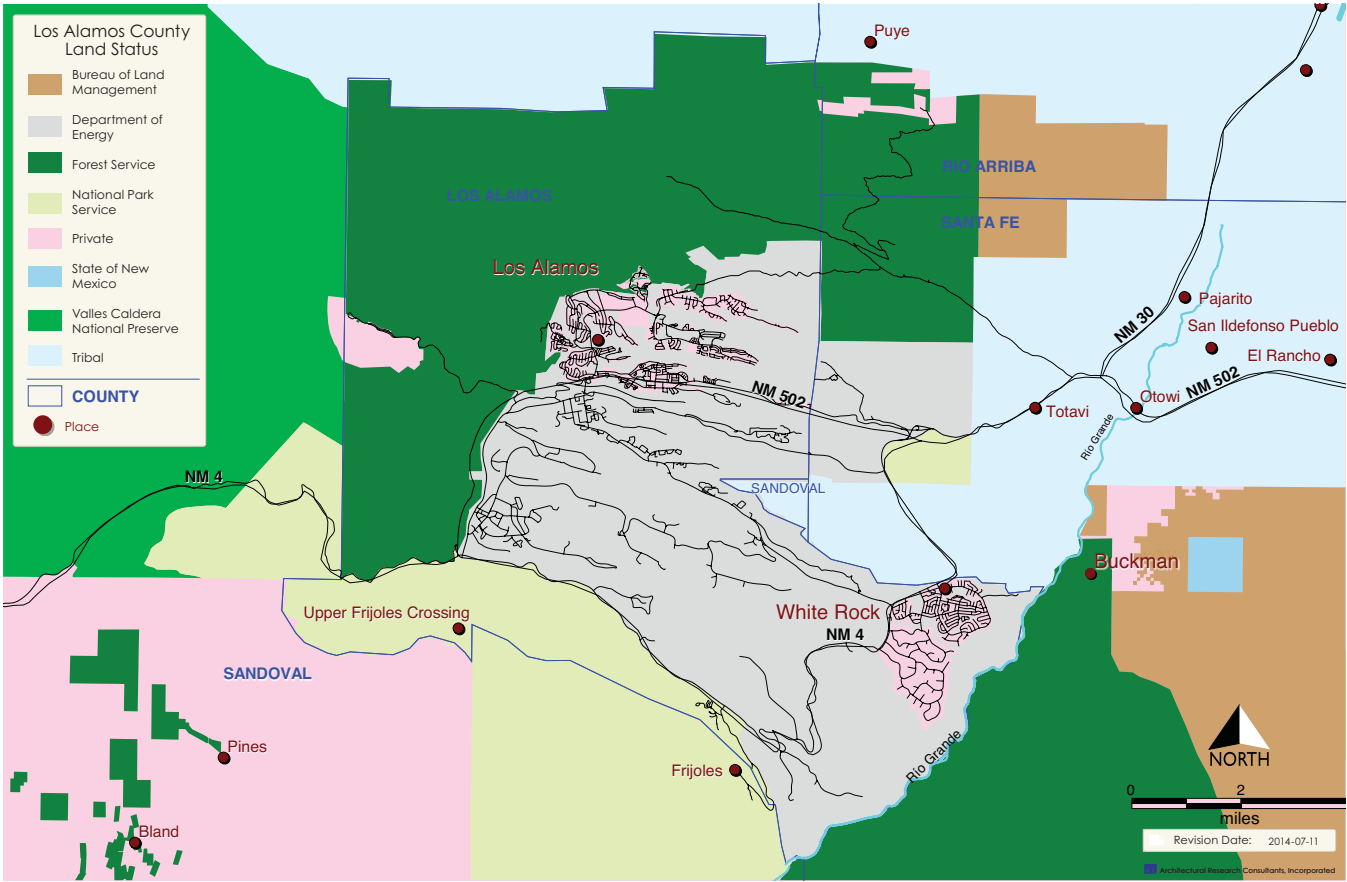 Los Alamos County
Land Status
Bureau of Land
Management
Department of
Energy
Forest Service
National Park
Service
Private
State of New
Mexico
Valles Caldera
National Preserve
Tribal
COUNTY
Place
Puye
RIO ARRIBA
LOS ALAMOS
SANTA FE
Los Alamos
Pajarito
NM 30
San Ildefonso Pueblo
El Rancho
NM 502
NM 502
Otowi
Totavi
Rio Grande
NM 4
SANDOVAL
Buckman
Upper Frijoles Crossing
White Rock
NM 4
SANDOVAL
Pines
Frijoles
Rio Grande
NORTH
0 2
miles
Bland
Revision Date: 2014-07-11
Architectural Research Consultants, Incorporated